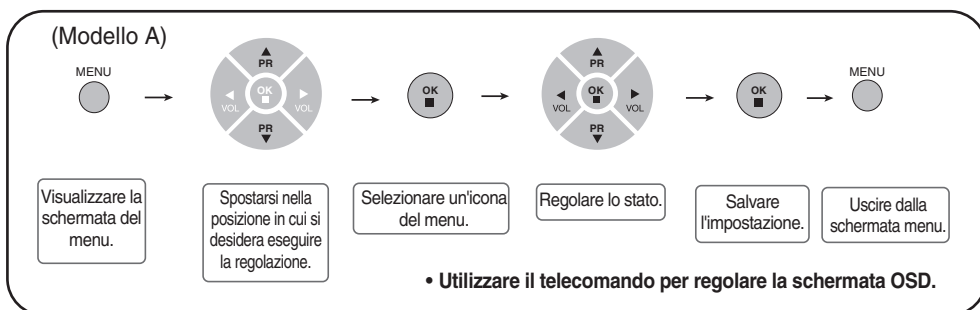 (Modello A)
MENU
PR
VOL
OK
VOL
PR
OK
PR
VOL
OK
VOL
PR
OK
MENU
Visualizzare la
schermata del
menu.
Spostarsi nella
posizione in cui si
desidera eseguire
la regolazione.
Selezionare un'icona
del menu.
Regolare lo stato.
Salvare
l'impostazione.
Uscire dalla
schermata menu.
• Utilizzare il telecomando per regolare la schermata OSD.